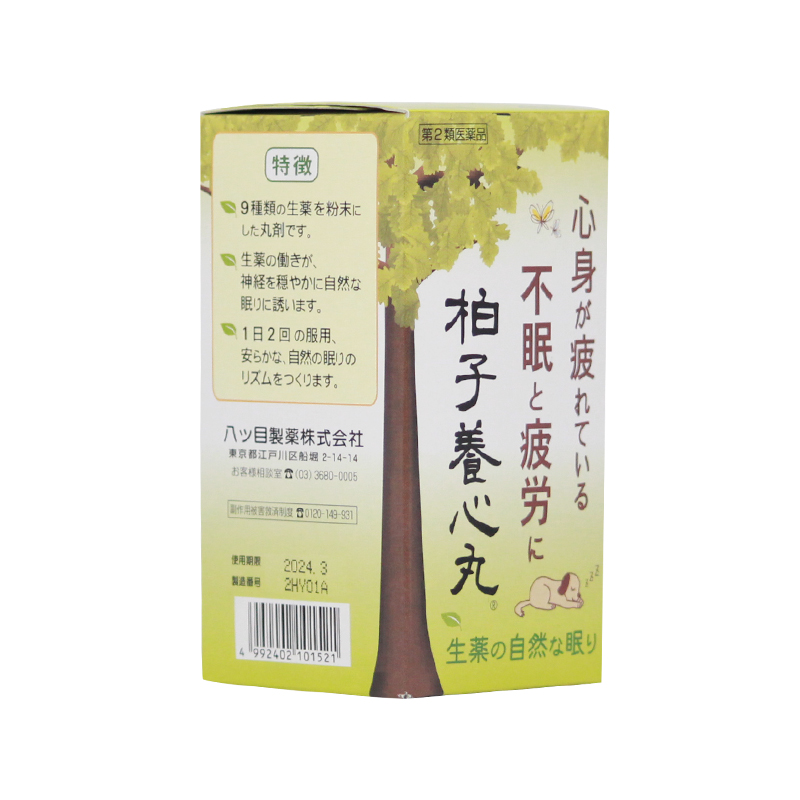 特徴
9種類の生薬を粉末に
した丸剤です。
生薬の働きが、
神経を穏やかに自然な
眠りに誘います。
1日2回の服用、
安らかな、自然の眠りの
リズムをつくります。
八ッ目製薬株式会社
東京都江戸川区船堀 2-14-14
お客様相談室☎(03)3680-0005
副作用被害救済制度☎0120-149-931
使用期限 2024.3
製造番号 2HY01A
4 992402 101521
第2類医薬品
心身が疲れている
不眠と疲労に
柏子養心丸®
生薬の自然な眠り